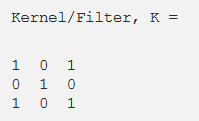 Kernel/Filter, K =
1 0 1
0 1 0
1 0 1